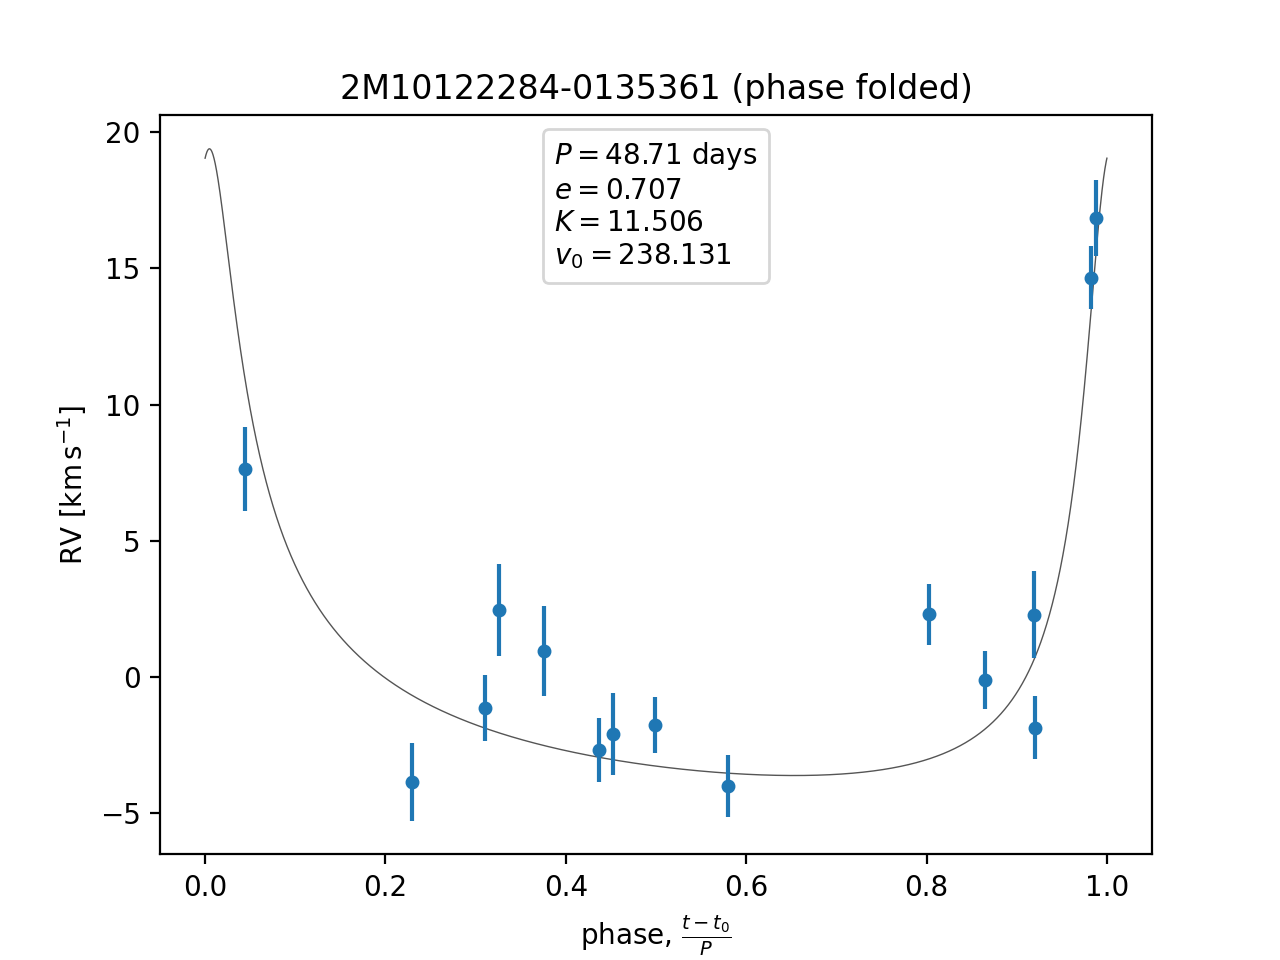 2M10122284-0135361 (phase folded)
P = 48.71 days
e = 0.707
K = 11.506
v₀ = 238.131
20
15
10
5
0
−5
RV [km s⁻¹]
0.0 0.2 0.4 0.6 0.8 1.0
phase, (t − t₀)/P